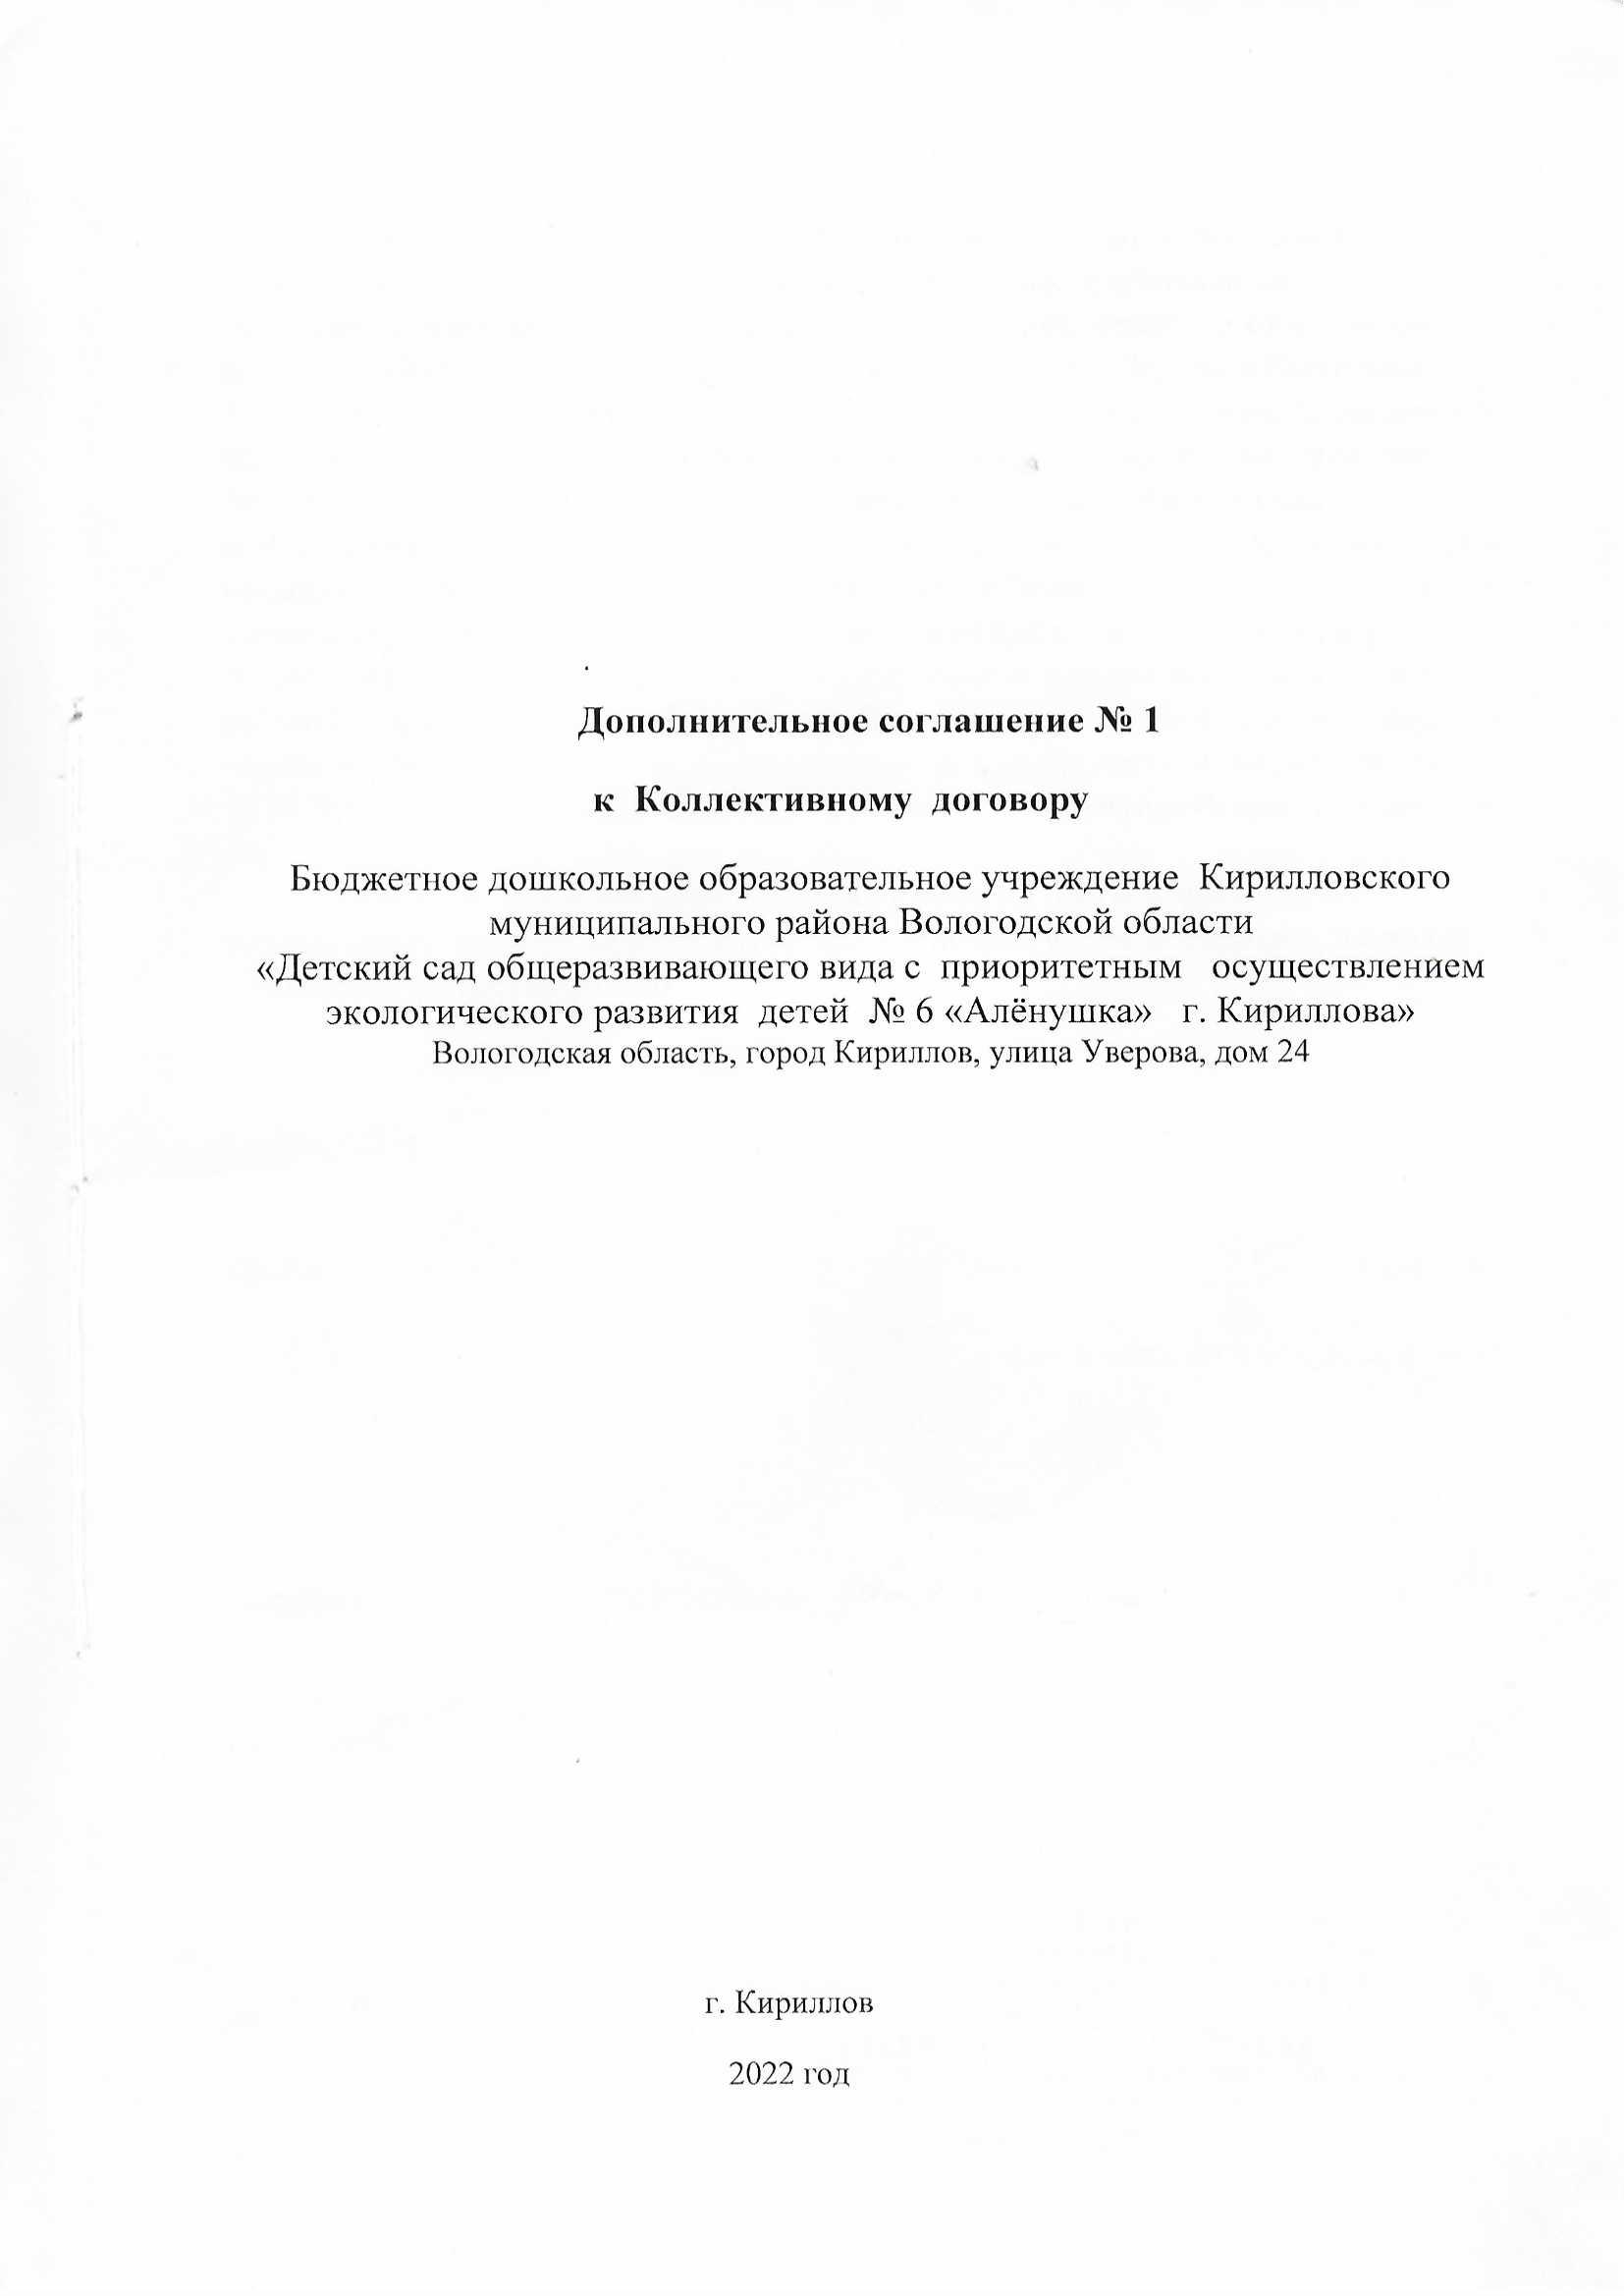 Дополнительное соглашение № 1
к Коллективному договору
Бюджетное дошкольное образовательное учреждение Кирилловского
муниципального района Вологодской области
«Детский сад общеразвивающего вида с приоритетным осуществлением
экологического развития детей № 6 «Алёнушка» г. Кириллова»
Вологодская область, город Кириллов, улица Уверова, дом 24
г. Кириллов
2022 год